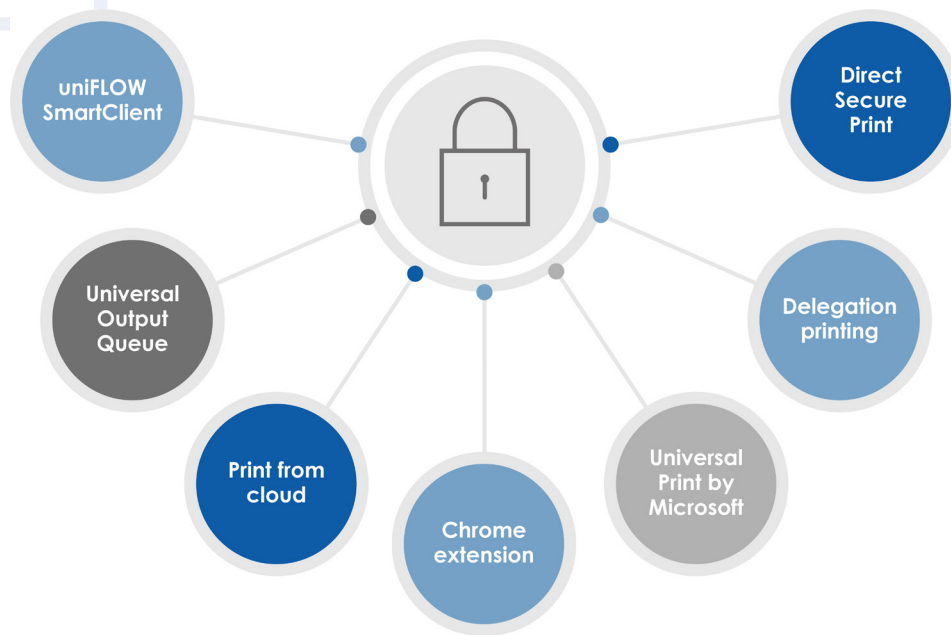 uniFLOW
SmartClient
Universal
Output
Queue
Print from
cloud
Chrome
extension
Universal
Print by
Microsoft
Delegation
printing
Direct
Secure
Print